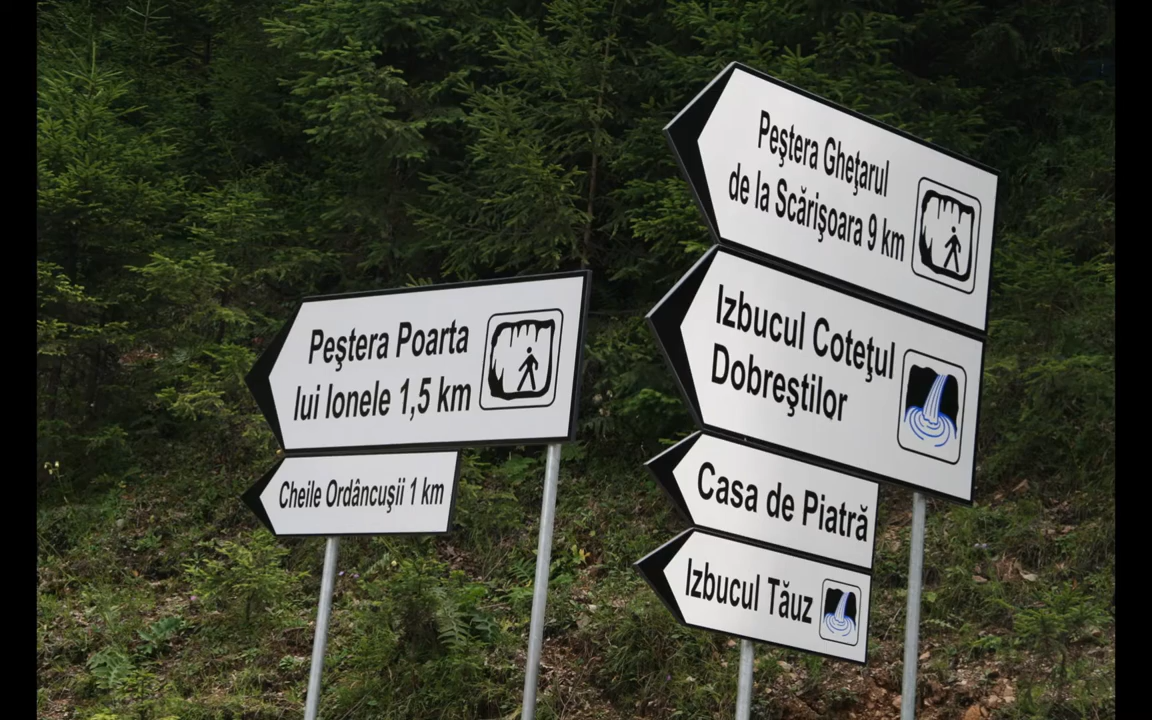 Peştera Poarta
lui Ionele 1,5 km
Cheile Ordâncuşii 1 km
Peştera Gheţarul
de la Scărişoara 9 km
Izbucul Coteţul
Dobreştilor
Casa de Piatră
Izbucul Tăuz